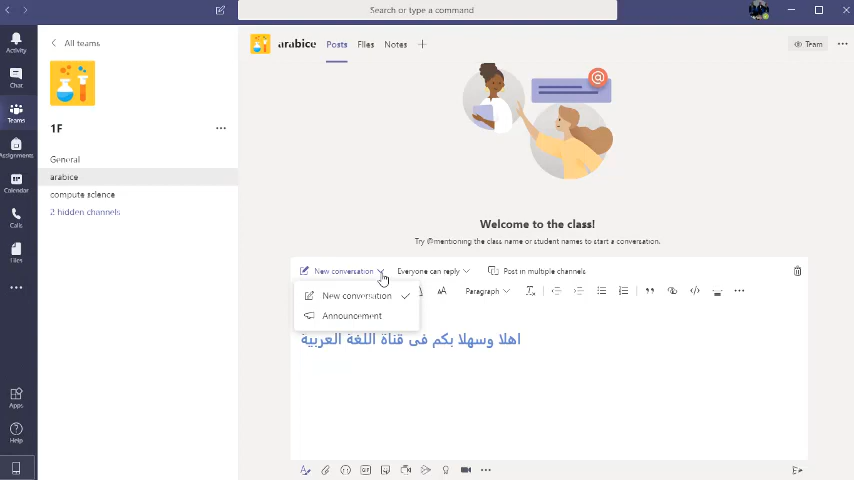 Search or type a command
Activity
Chat
Teams
Assignments
Calendar
Calls
Files
Apps
Help
All teams
1F
General
arabice
compute science
2 hidden channels
arabice Posts Files Notes
Team
@
Welcome to the class!
Try @mentioning the class name or student names to start a conversation.
New conversation Everyone can reply Post in multiple channels
New conversation
Announcement
Paragraph
اهلا وسهلا بكم فى قناة اللغة العربية
GIF